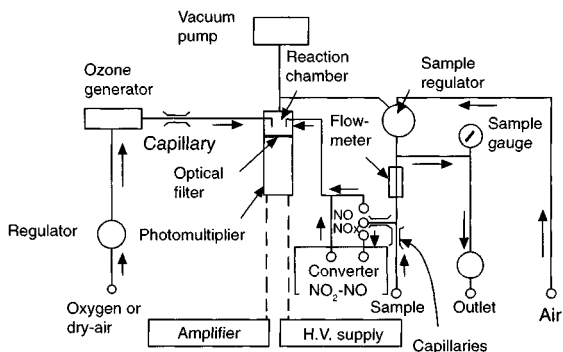 Vacuum
pump
Ozone
generator
Reaction
chamber
Sample
regulator
Capillary
Flow-
meter
Sample
gauge
Optical
filter
Regulator
Photomultiplier
NO
NOx
Converter
NO₂-NO
Oxygen or
dry-air
Sample
Outlet
Air
Amplifier
H.V. supply
Capillaries